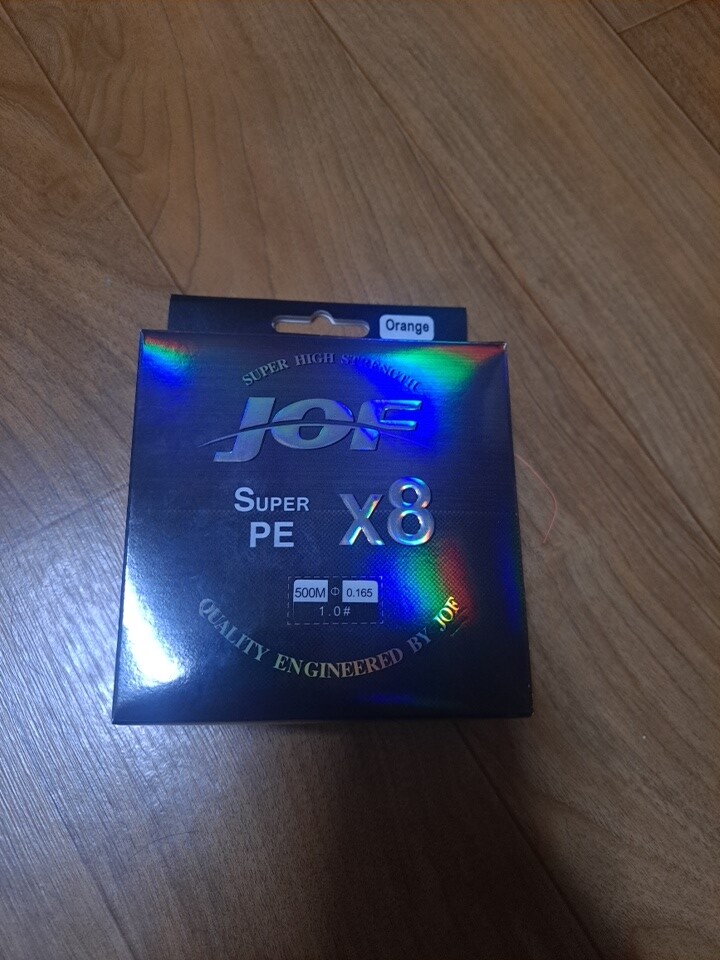 Orange
SUPER HIGH STRENGTH
JOF
SUPER
PE
X8
500M Φ 0.165
1.0#
QUALITY ENGINEERED BY JOF